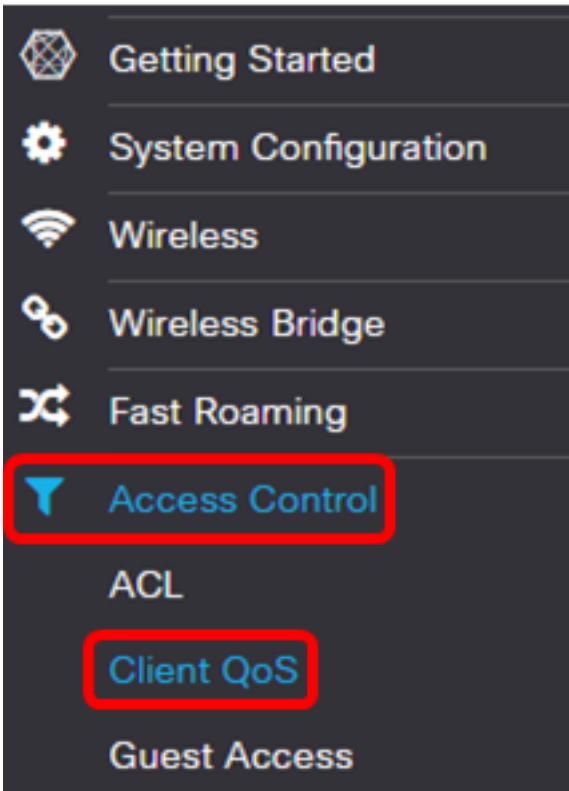 Getting Started
System Configuration
Wireless
Wireless Bridge
Fast Roaming
Access Control
ACL
Client QoS
Guest Access